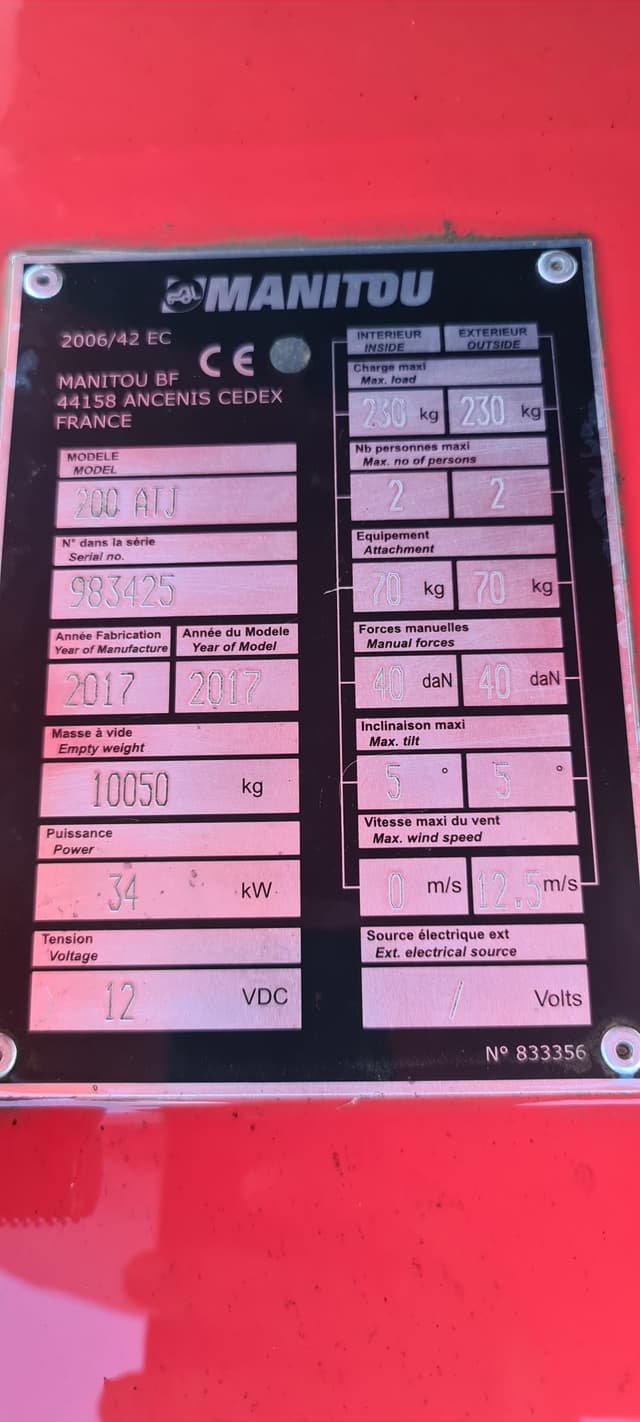 MANITOU
2006/42 EC
CE
MANITOU BF
44158 ANCENIS CEDEX
FRANCE
MODELE
MODEL
200 ATJ
N° dans la série
Serial no.
983425
Année Fabrication
Year of Manufacture
Année du Modele
Year of Model
2017 2017
Masse à vide
Empty weight
10050 kg
Puissance
Power
34 kW
Tension
Voltage
12 VDC
INTERIEUR
INSIDE
EXTERIEUR
OUTSIDE
Charge maxi
Max. load
230 kg 230 kg
Nb personnes maxi
Max. no of persons
2 2
Equipement
Attachment
70 kg 70 kg
Forces manuelles
Manual forces
40 daN 40 daN
Inclinaison maxi
Max. tilt
5 ° 5 °
Vitesse maxi du vent
Max. wind speed
0 m/s 12.5 m/s
Source électrique ext
Ext. electrical source
/ Volts
N° 833356